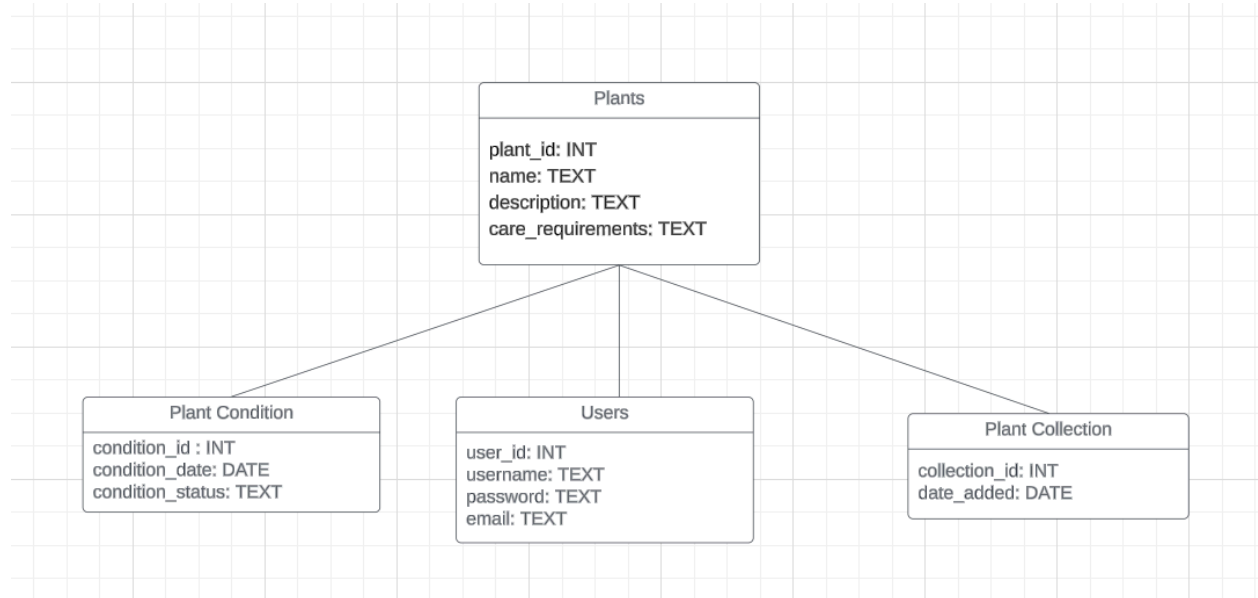 Plants
plant_id: INT
name: TEXT
description: TEXT
care_requirements: TEXT
Plant Condition
condition_id : INT
condition_date: DATE
condition_status: TEXT
Users
user_id: INT
username: TEXT
password: TEXT
email: TEXT
Plant Collection
collection_id: INT
date_added: DATE